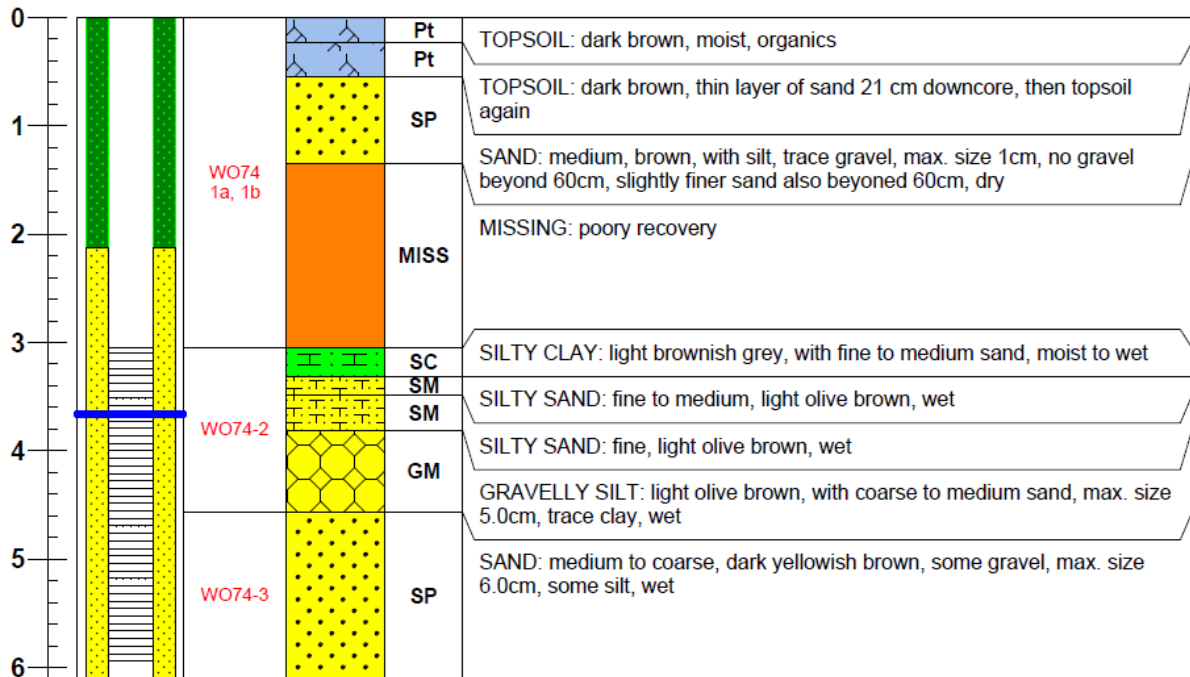 0
1
2
3
4
5
6
WO74
1a, 1b
WO74-2
WO74-3
Pt
Pt
SP
MISS
SC
SM
SM
GM
SP
TOPSOIL: dark brown, moist, organics
TOPSOIL: dark brown, thin layer of sand 21 cm downcore, then topsoil
again
SAND: medium, brown, with silt, trace gravel, max. size 1cm, no gravel
beyond 60cm, slightly finer sand also beyoned 60cm, dry
MISSING: poory recovery
SILTY CLAY: light brownish grey, with fine to medium sand, moist to wet
SILTY SAND: fine to medium, light olive brown, wet
SILTY SAND: fine, light olive brown, wet
GRAVELLY SILT: light olive brown, with coarse to medium sand, max. size
5.0cm, trace clay, wet
SAND: medium to coarse, dark yellowish brown, some gravel, max. size
6.0cm, some silt, wet